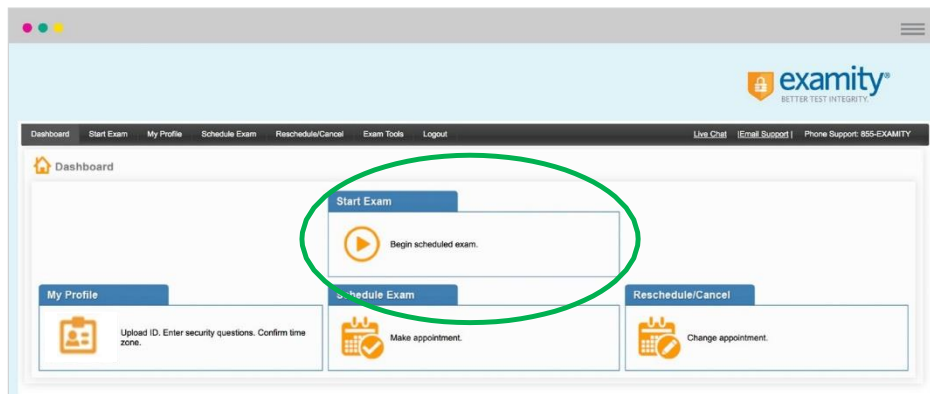 examity®
BETTER TEST INTEGRITY.
Dashboard Start Exam My Profile Schedule Exam Reschedule/Cancel Exam Tools Logout Live Chat |Email Support| Phone Support: 855-EXAMITY
Dashboard
Start Exam
Begin scheduled exam.
My Profile
Upload ID. Enter security questions. Confirm time
zone.
Schedule Exam
Make appointment.
Reschedule/Cancel
Change appointment.